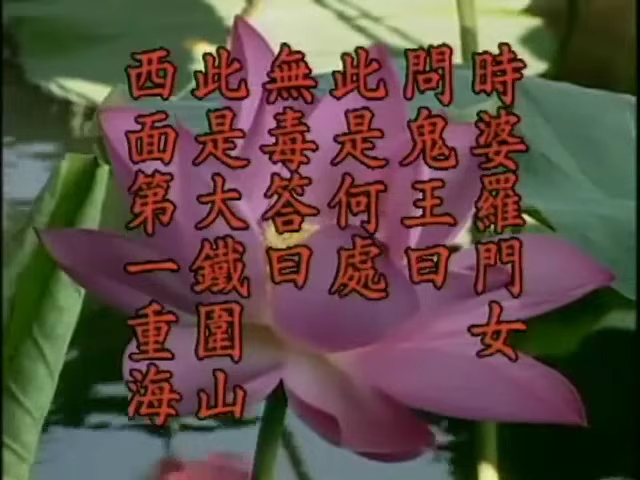 時婆羅門女
問鬼王曰
此是何處
無毒答曰
此是大鐵圍山
西面第一重海